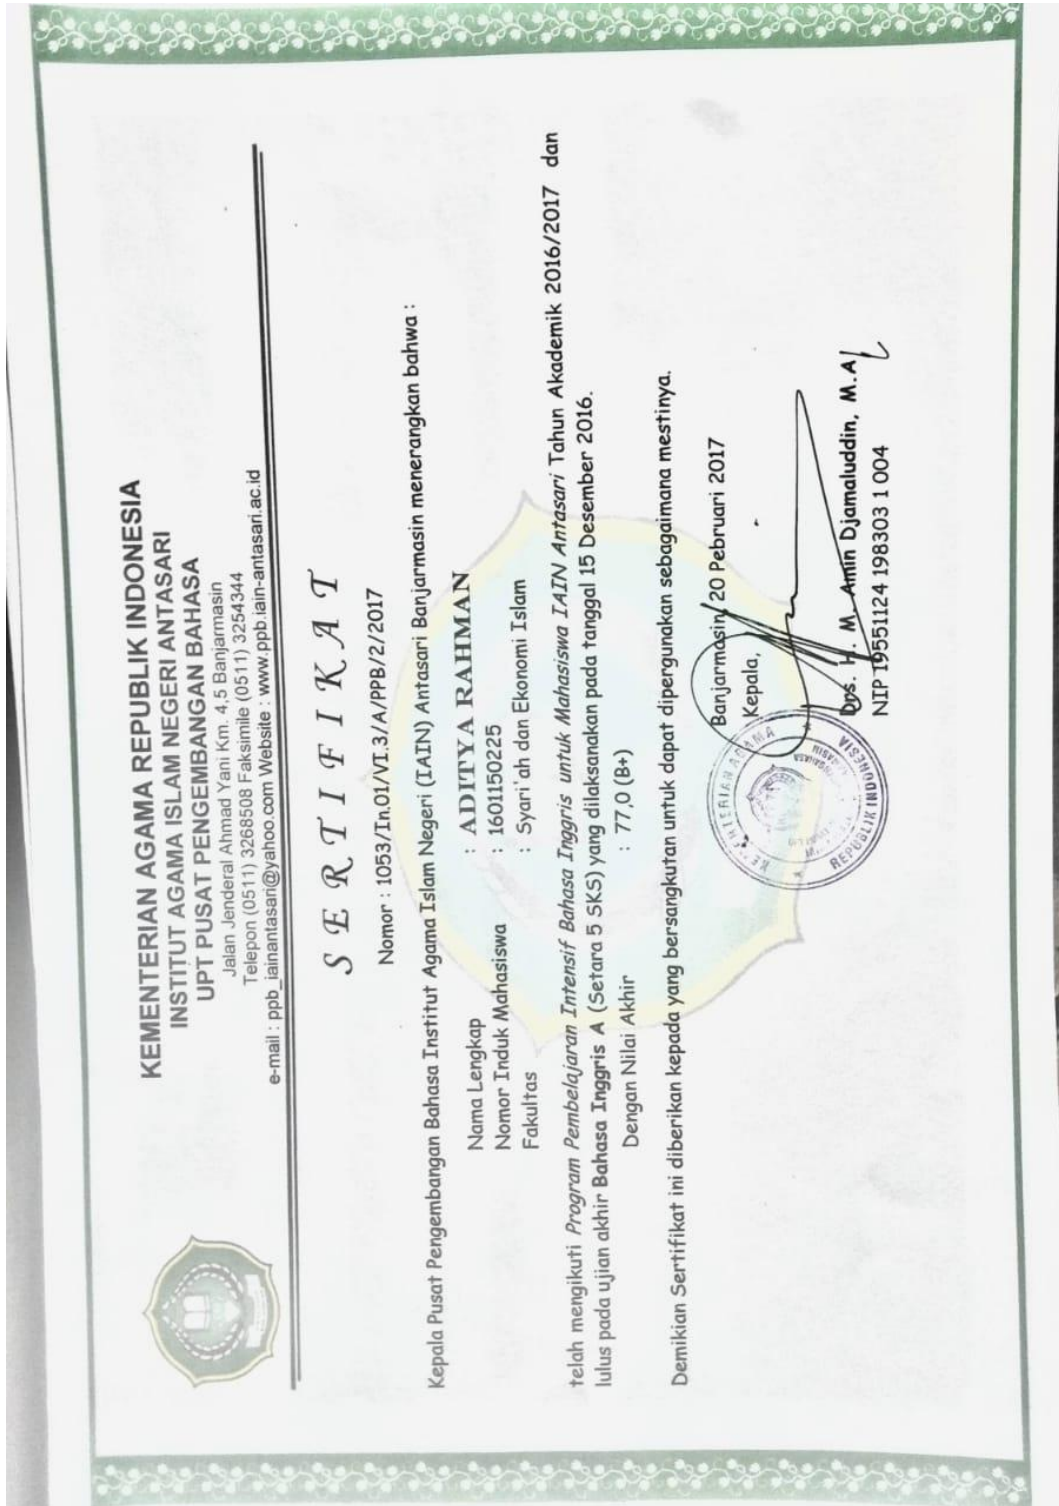 KEMENTERIAN AGAMA REPUBLIK INDONESIA
INSTITUT AGAMA ISLAM NEGERI ANTASARI
UPT PUSAT PENGEMBANGAN BAHASA
Jalan Jenderal Ahmad Yani Km. 4,5 Banjarmasin
Telepon (0511) 3268508 Faksimile (0511) 3254344
e-mail : ppb_iainantasari@yahoo.com Website : www.ppb.iain-antasari.ac.id
SERTIFIKAT
Nomor : 1053/In.01/VI.3/A/PPB/2/2017
Kepala Pusat Pengembangan Bahasa Institut Agama Islam Negeri (IAIN) Antasari Banjarmasin menerangkan bahwa :
Nama Lengkap : ADITYA RAHMAN
Nomor Induk Mahasiswa : 1601150225
Fakultas : Syari'ah dan Ekonomi Islam
telah mengikuti Program Pembelajaran Intensif Bahasa Inggris untuk Mahasiswa IAIN Antasari Tahun Akademik 2016/2017 dan
lulus pada ujian akhir Bahasa Inggris A (Setara 5 SKS) yang dilaksanakan pada tanggal 15 Desember 2016.
Dengan Nilai Akhir : 77,0 (B+)
Demikian Sertifikat ini diberikan kepada yang bersangkutan untuk dapat dipergunakan sebagaimana mestinya.
Banjarmasin, 20 Pebruari 2017
Kepala,
KEMENTERIAN AGAMA
REPUBLIK INDONESIA
Drs. H. M. Amin Djamaluddin, M.A
NIP 19551124 198303 1 004